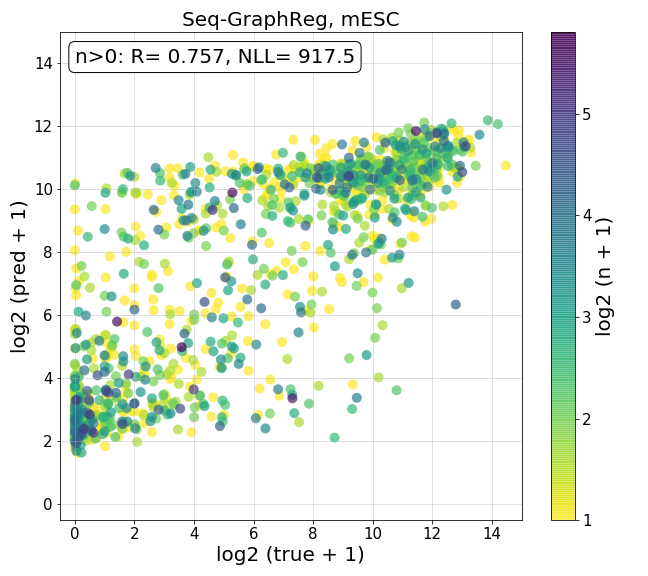 Seq-GraphReg, mESC
n>0: R= 0.757, NLL= 917.5
14
12
10
8
6
4
2
0
log2 (pred + 1)
0 2 4 6 8 10 12 14
log2 (true + 1)
5
4
3
2
1
log2 (n + 1)